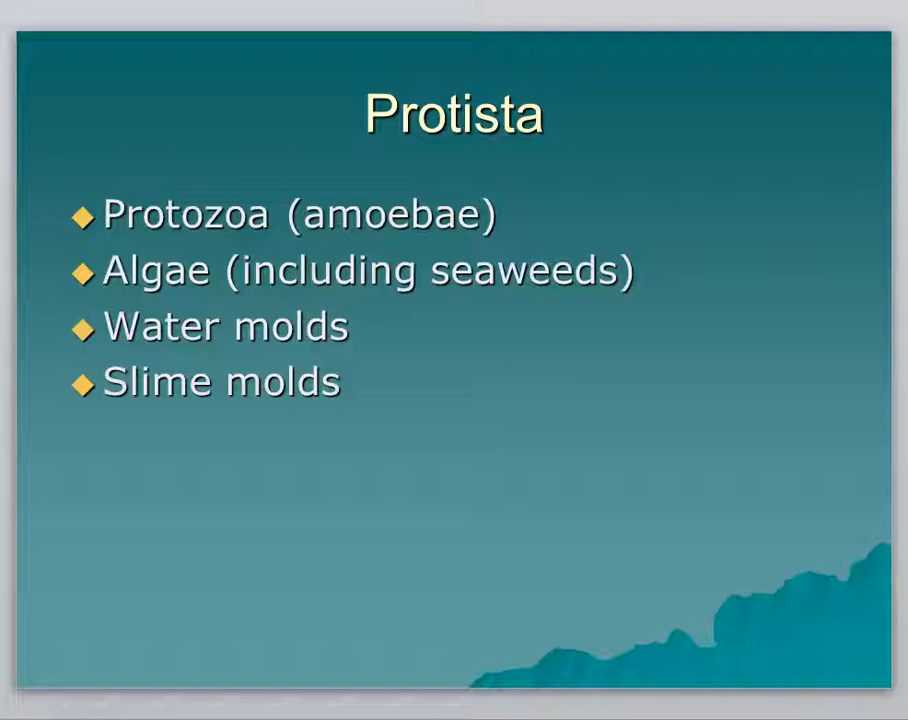 Protista
Protozoa (amoebae)
Algae (including seaweeds)
Water molds
Slime molds